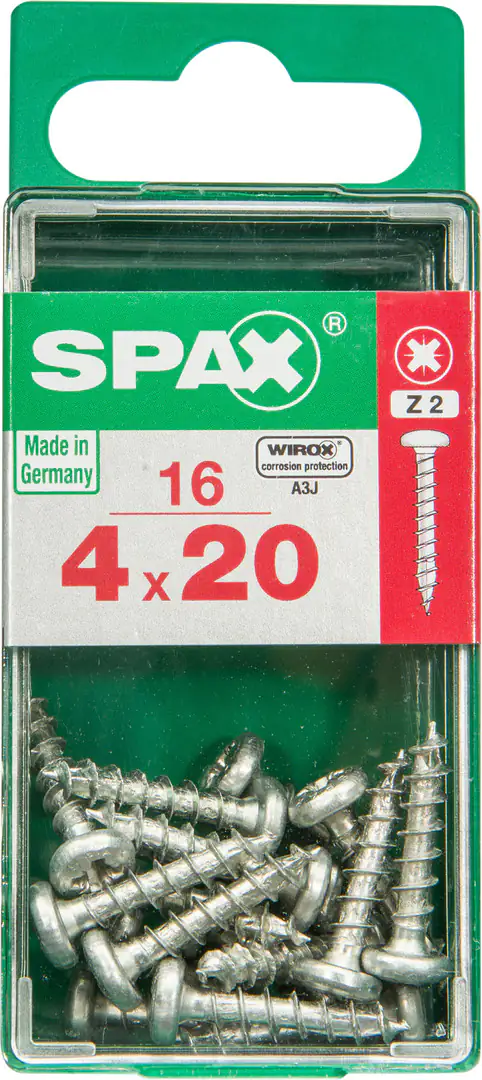 SPAX®
Z 2
Made in
Germany
WIROX®
corrosion protection
A3J
16
4 x 20